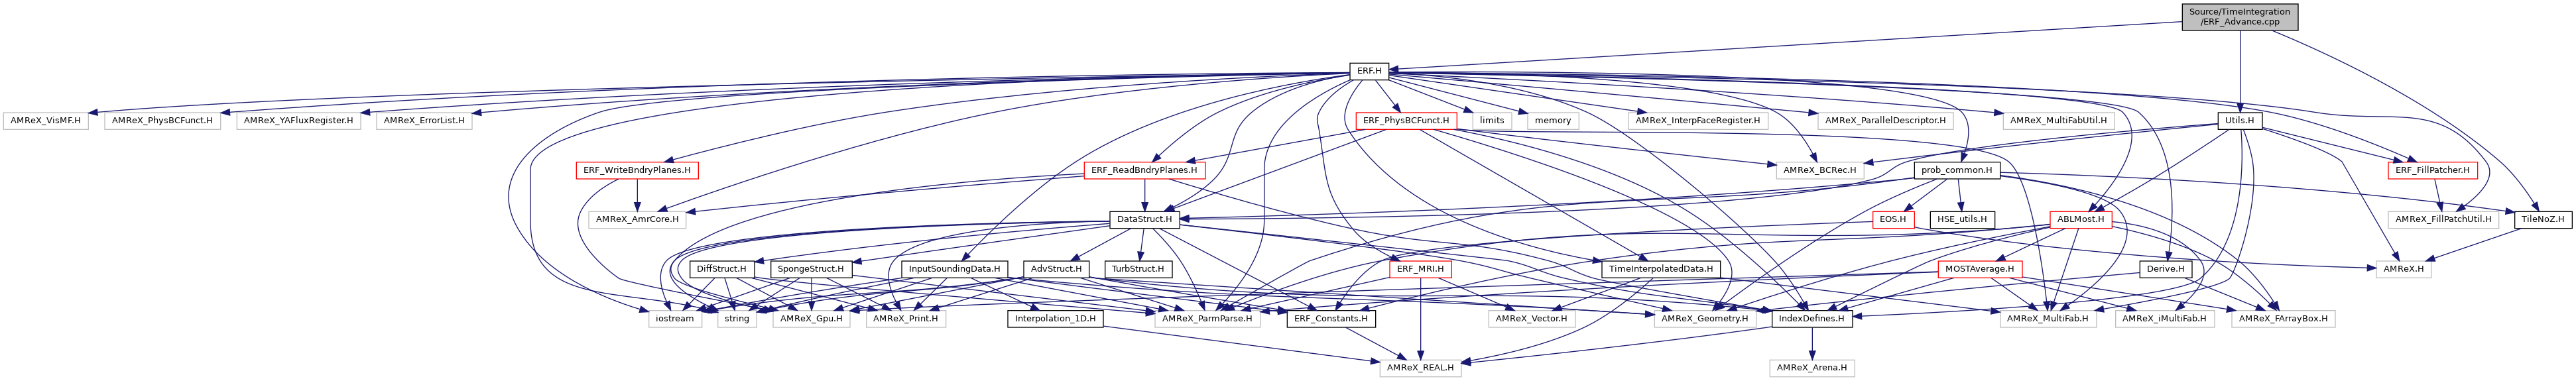 Source/TimeIntegration
/ERF_Advance.cpp
ERF.H
AMReX_VisMF.H
AMReX_PhysBCFunct.H
AMReX_YAFluxRegister.H
AMReX_ErrorList.H
ERF_PhysBCFunct.H
limits
memory
AMReX_InterpFaceRegister.H
AMReX_ParallelDescriptor.H
AMReX_MultiFabUtil.H
Utils.H
ERF_WriteBndryPlanes.H
ERF_ReadBndryPlanes.H
AMReX_BCRec.H
prob_common.H
ERF_FillPatcher.H
AMReX_AmrCore.H
DataStruct.H
EOS.H
HSE_utils.H
ABLMost.H
AMReX_FillPatchUtil.H
TileNoZ.H
DiffStruct.H
SpongeStruct.H
InputSoundingData.H
AdvStruct.H
TurbStruct.H
ERF_MRI.H
TimeInterpolatedData.H
MOSTAverage.H
Derive.H
AMReX.H
iostream
string
AMReX_Gpu.H
AMReX_Print.H
Interpolation_1D.H
AMReX_ParmParse.H
ERF_Constants.H
AMReX_Vector.H
AMReX_Geometry.H
IndexDefines.H
AMReX_MultiFab.H
AMReX_iMultiFab.H
AMReX_FArrayBox.H
AMReX_REAL.H
AMReX_Arena.H